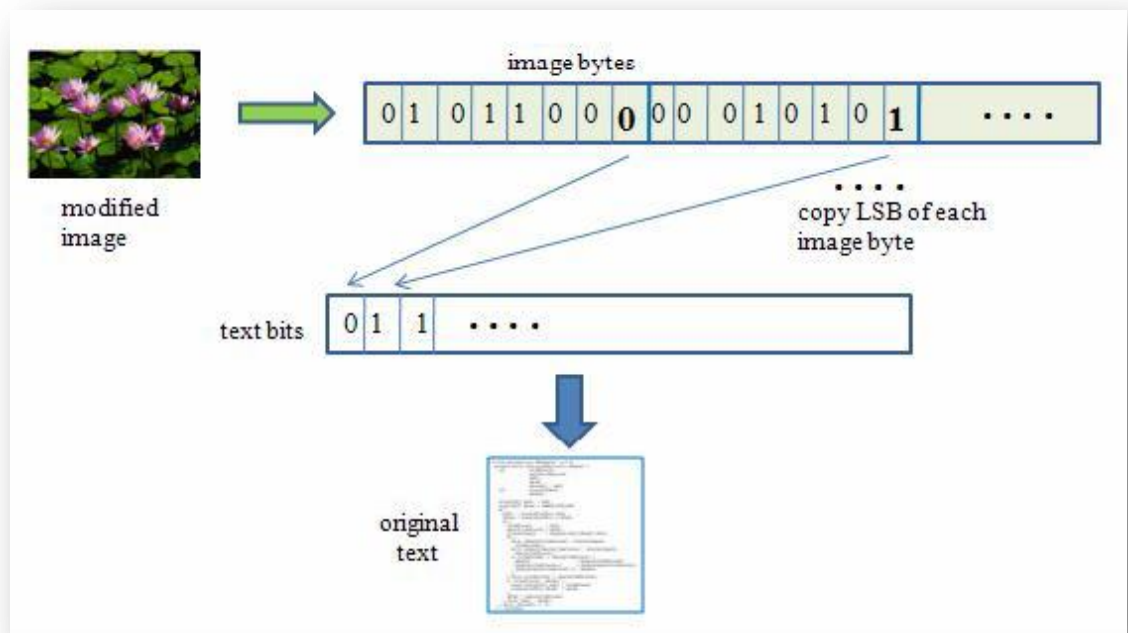 image bytes
0 1 0 1 1 0 0 0 0 0 0 1 0 1 0 1 ....
modified
image
....
copy LSB of each
image byte
text bits
0 1 1 ....
original
text